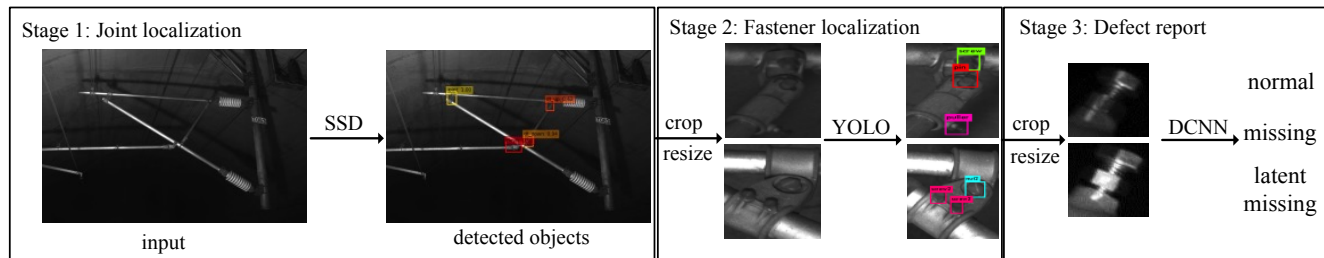 Stage 1: Joint localization
SSD
input
detected objects
Stage 2: Fastener localization
crop
resize
YOLO
Stage 3: Defect report
crop
resize
DCNN
normal
missing
latent
missing